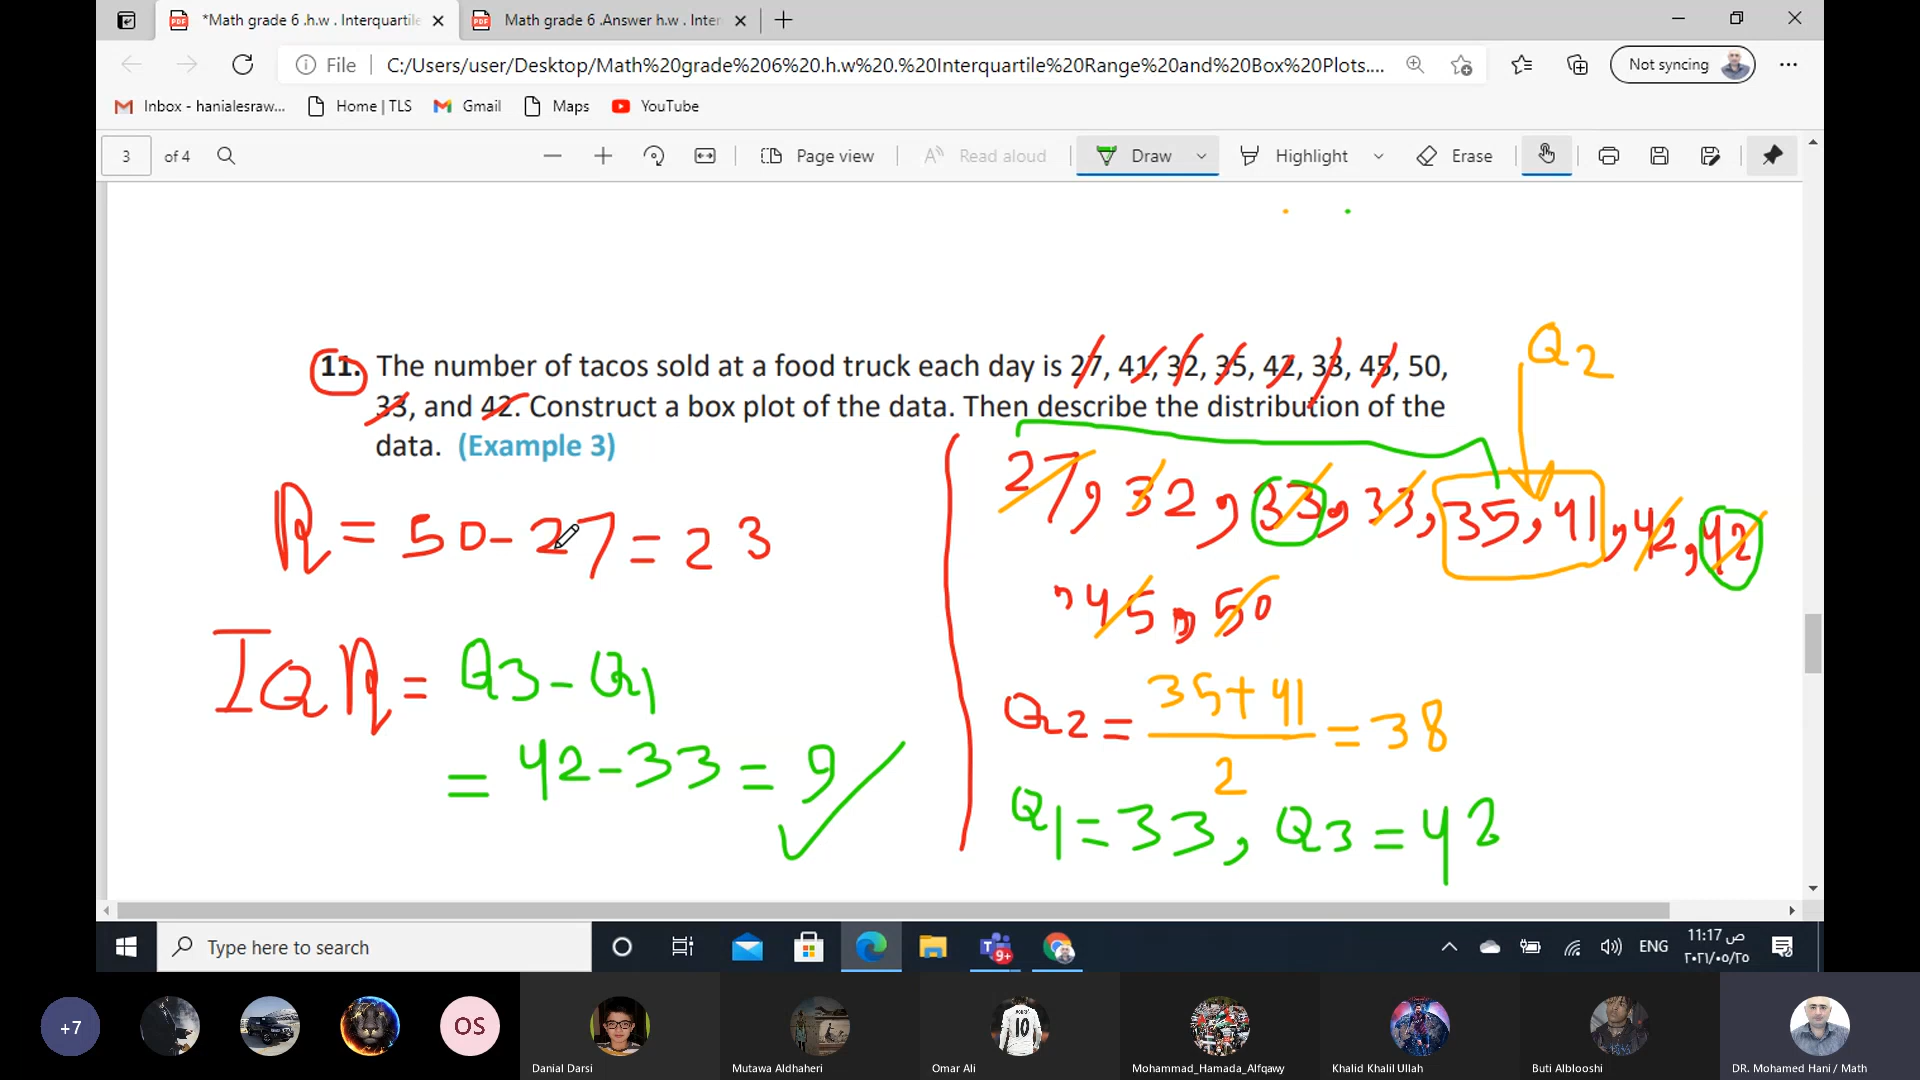 *Math grade 6 .h.w . Interquartile
Math grade 6 .Answer h.w . Inter
File C:/Users/user/Desktop/Math%20grade%206%20.h.w%20.%20Interquartile%20Range%20and%20Box%20Plots....
Not syncing
Inbox - hanialesraw... Home | TLS Gmail Maps YouTube
3 of 4 Page view Read aloud Draw Highlight Erase
Q2
11. The number of tacos sold at a food truck each day is 27, 41, 32, 35, 42, 33, 45, 50,
33, and 42. Construct a box plot of the data. Then describe the distribution of the
data. (Example 3)
27, 32, 33, 33, 35, 41, 42, 42
, 45, 50
R = 50 - 27 = 23
IQR = Q3 - Q1
= 42 - 33 = 9
Q2 = 35 + 41 / 2 = 38
Q1 = 33, Q3 = 42
Type here to search
9+
ENG
11:17 ص
٢٠٢١/٠٥/٢٥
+7
OS
10
Danial Darsi
Mutawa Aldhaheri
Omar Ali
Mohammad_Hamada_Alfqawy
Khalid Khalil Ullah
Buti Alblooshi
DR. Mohamed Hani / Math